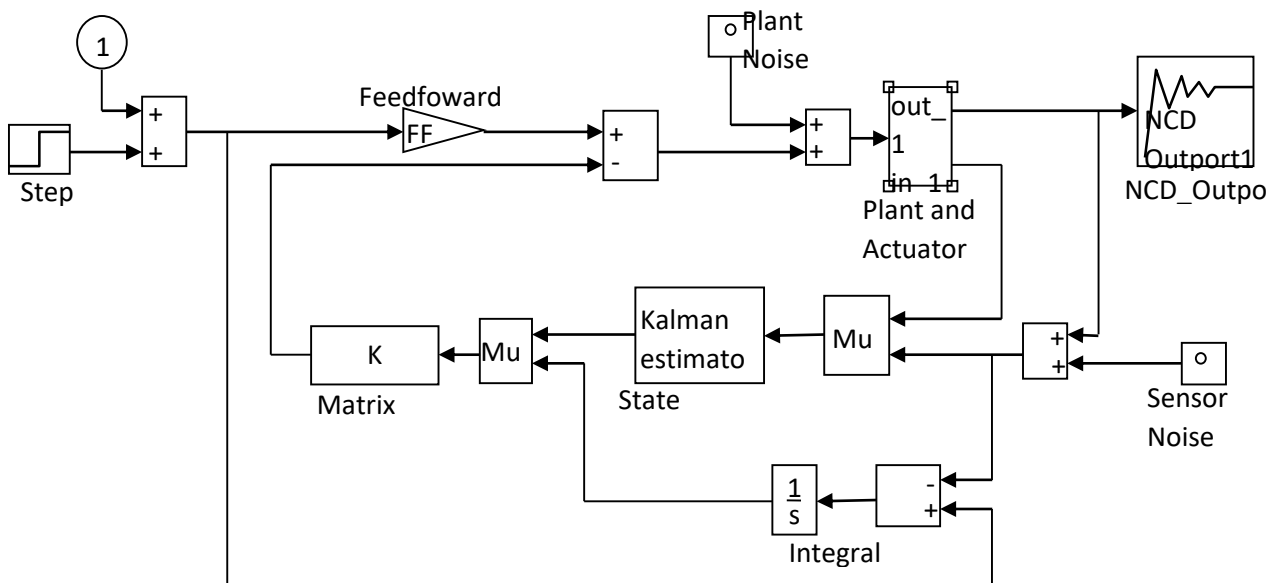 1
+
+
Step
Feedfoward
FF
+
-
Plant
Noise
+
+
out_
1
in_1
Plant and
Actuator
NCD
Outport1
NCD_Outpo
K
Matrix
Mu
Kalman
estimato
State
Mu
+
+
Sensor
Noise
1
s
Integral
-
+